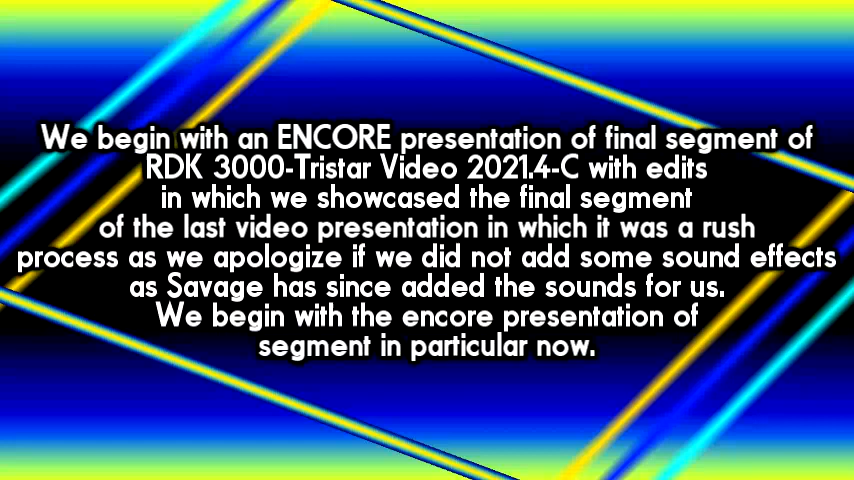 We begin with an ENCORE presentation of final segment of
RDK 3000-Tristar Video 2021.4-C with edits
in which we showcased the final segment
of the last video presentation in which it was a rush
process as we apologize if we did not add some sound effects
as Savage has since added the sounds for us.
We begin with the encore presentation of
segment in particular now.